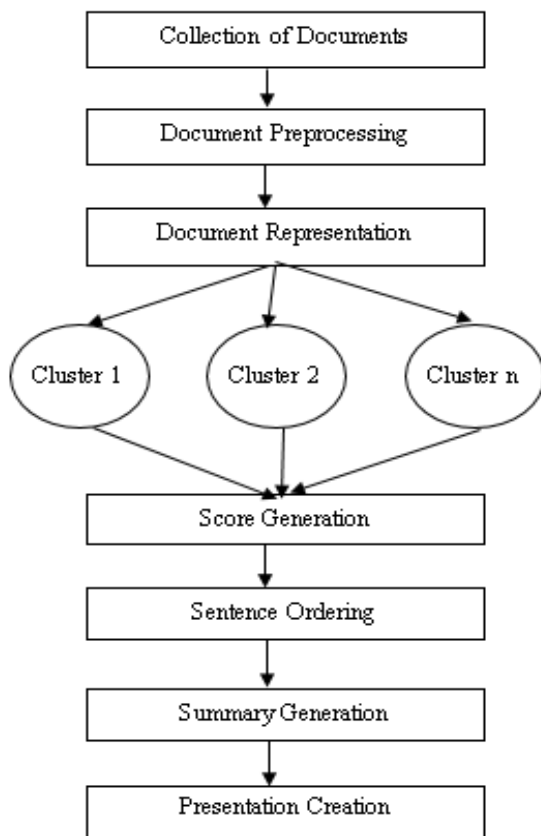 Collection of Documents
Document Preprocessing
Document Representation
Cluster 1
Cluster 2
Cluster n
Score Generation
Sentence Ordering
Summary Generation
Presentation Creation